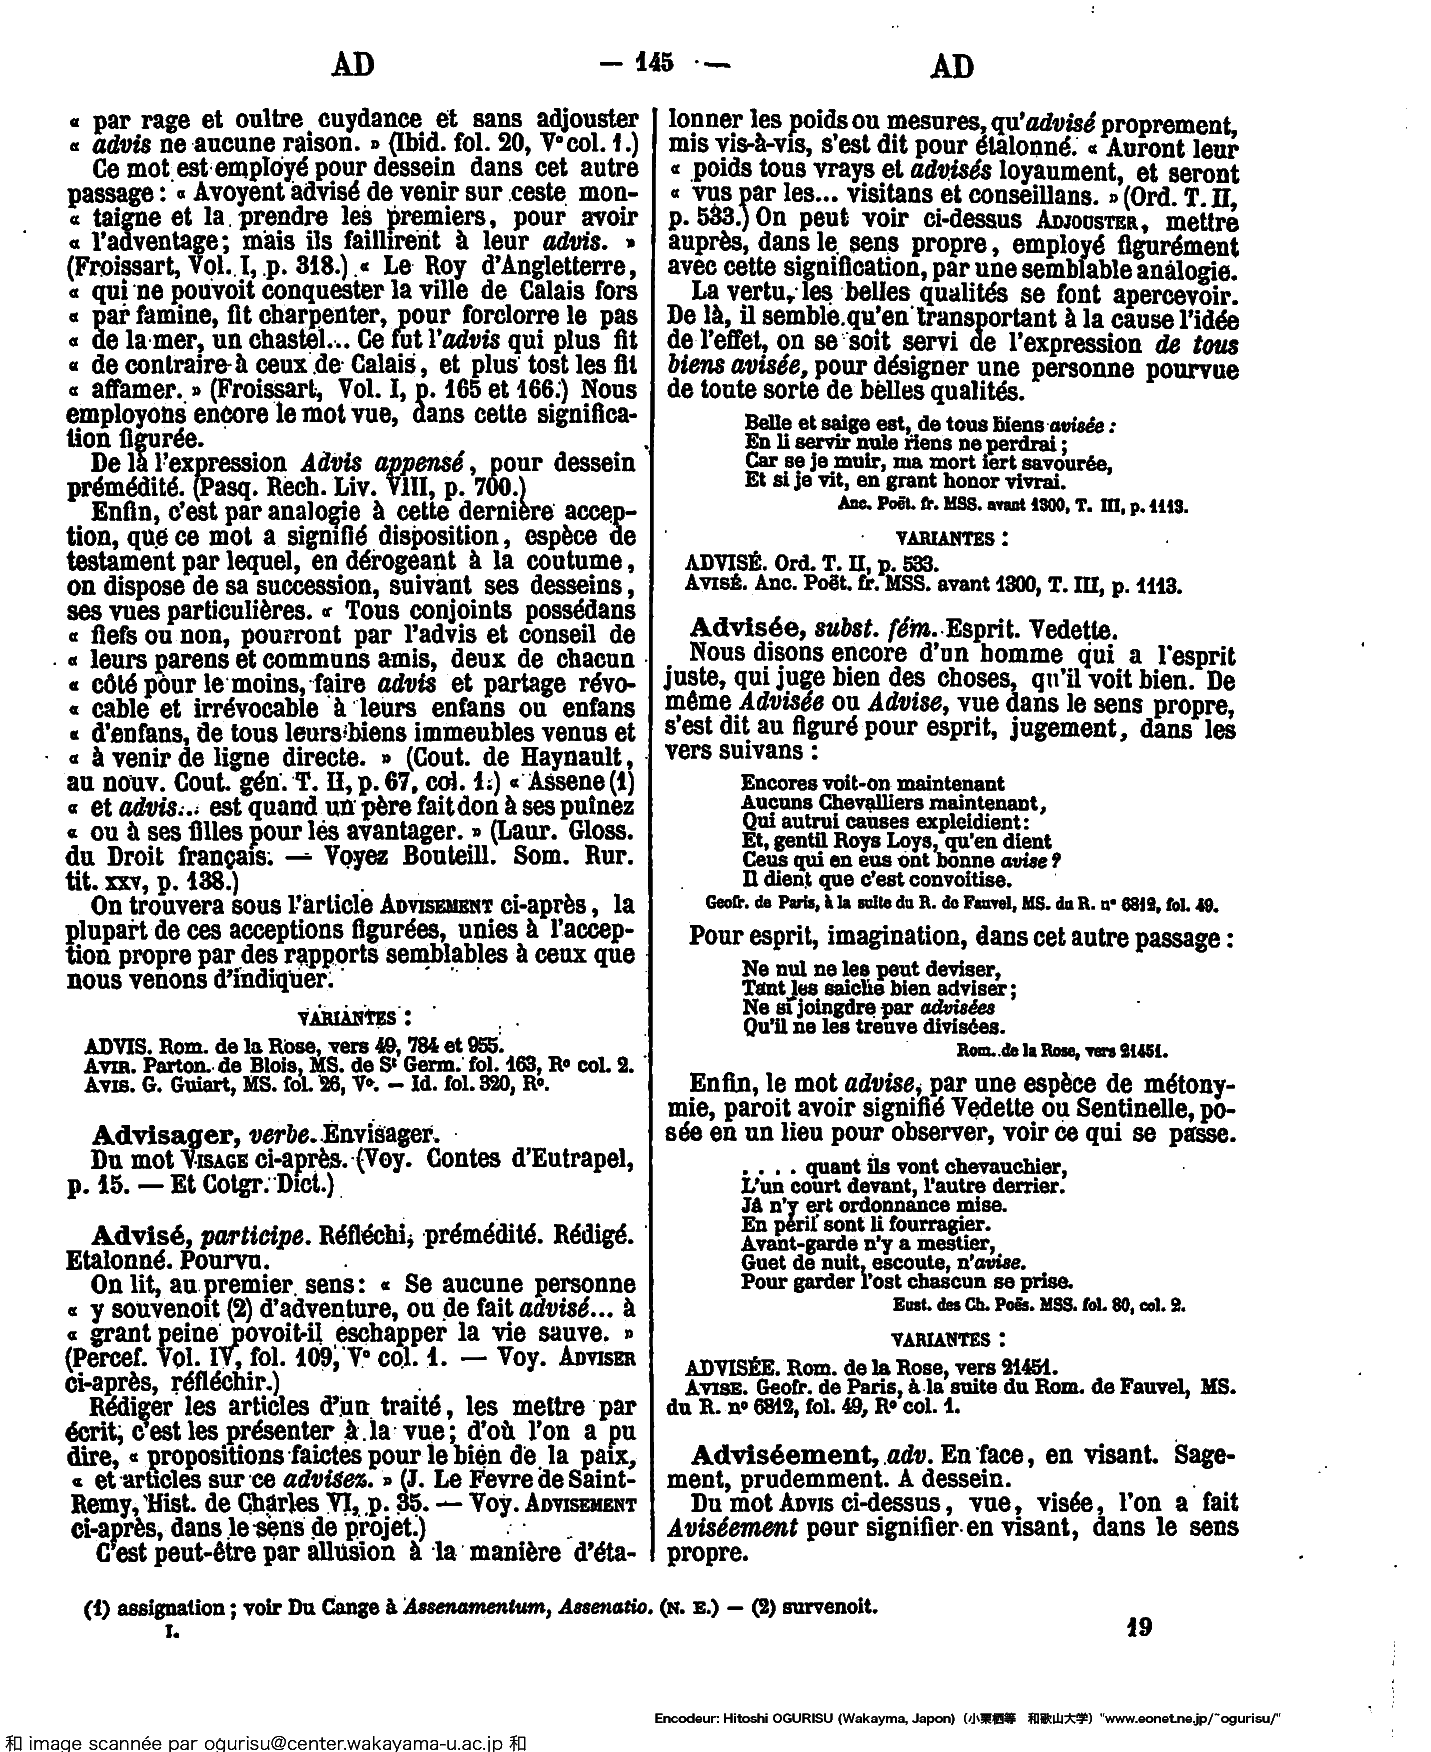 AD — 145 — AD
« par rage et oultre cuydance et sans adjouster
« advis ne aucune raison. » (Ibid. fol. 20, V° col. 1.)
Ce mot est employé pour dessein dans cet autre
passage : « Avoyent advisé de venir sur ceste mon-
« taigne et la prendre les premiers, pour avoir
« l'adventage; mais ils faillirent à leur advis. »
(Froissart, Vol. I, p. 318.) « Le Roy d'Angleterre,
« qui ne pouvoit conquester la ville de Calais fors
« par famine, fit charpenter, pour forclorre le pas
« de la mer, un chastel... Ce fut l'advis qui plus fit
« de contraire à ceux de Calais, et plus tost les fit
« affamer. » (Froissart, Vol. I, p. 165 et 166.) Nous
employons encore le mot vue, dans cette significa-
tion figurée.
De là l'expression Advis appensé, pour dessein
prémédité. (Pasq. Rech. Liv. VIII, p. 700.)
Enfin, c'est par analogie à cette dernière accep-
tion, que ce mot a signifié disposition, espèce de
testament par lequel, en dérogeant à la coutume,
on dispose de sa succession, suivant ses desseins,
ses vues particulières. « Tous conjoints possédans
« fiefs ou non, pourront par l'advis et conseil de
« leurs parens et communs amis, deux de chacun
« côté pour le moins, faire advis et partage révo-
« cable et irrévocable à leurs enfans ou enfans
« d'enfans, de tous leurs biens immeubles venus et
« à venir de ligne directe. » (Cout. de Haynault,
au nouv. Cout. gén. T. II, p. 67, col. 1.) « Assene (1)
« et advis... est quand un père fait don à ses puînez
« ou à ses filles pour les avantager. » (Laur. Gloss.
du Droit français. — Voyez Bouteill. Som. Rur.
tit. XXV, p. 138.)
On trouvera sous l'article ADVISEMENT ci-après, la
plupart de ces acceptions figurées, unies à l'accep-
tion propre par des rapports semblables à ceux que
nous venons d'indiquer.
VARIANTES :
ADVIS. Rom. de la Rose, vers 49, 784 et 955.
AVIR. Parton. de Blois, MS. de St Germ. fol. 163, R° col. 2.
AVIS. G. Guiart, MS. fol. 26, V°. — Id. fol. 320, R°.
Advisager, verbe. Envisager.
Du mot VISAGE ci-après. (Voy. Contes d'Eutrapel,
p. 15. — Et Cotgr. Dict.)
Advisé, participe. Réfléchi, prémédité. Rédigé.
Etalonné. Pourvu.
On lit, au premier sens : « Se aucune personne
« y souvenoit (2) d'adventure, ou de fait advisé... à
« grant peine povoit-il eschapper la vie sauve. »
(Percef. Vol. IV, fol. 109, V° col. 1. — Voy. ADVISER
ci-après, réfléchir.)
Rédiger les articles d'un traité, les mettre par
écrit, c'est les présenter à la vue; d'où l'on a pu
dire, « propositions faictes pour le bien de la paix,
« et articles sur ce advisez. » (J. Le Fevre de Saint-
Remy, Hist. de Charles VI, p. 35. — Voy. ADVISEMENT
ci-après, dans le sens de projet.)
C'est peut-être par allusion à la manière d'éta-
lonner les poids ou mesures, qu'advisé proprement,
mis vis-à-vis, s'est dit pour étalonné. « Auront leur
« poids tous vrays et advisés loyaument, et seront
« vus par les... visitans et conseillans. » (Ord. T. II,
p. 533.) On peut voir ci-dessus ADJOUSTER, mettre
auprès, dans le sens propre, employé figurément
avec cette signification, par une semblable analogie.
La vertu, les belles qualités se font apercevoir.
De là, il semble qu'en transportant à la cause l'idée
de l'effet, on se soit servi de l'expression de tous
biens avisée, pour désigner une personne pourvue
de toute sorte de belles qualités.
Belle et saige est, de tous biens avisée :
En li servir nule riens ne perdrai;
Car se je muir, ma mort iert savourée,
Et si je vit, en grant honor vivrai.
Anc. Poët. fr. MSS. avant 1300, T. III, p. 1113.
VARIANTES :
ADVISÉ. Ord. T. II, p. 533.
AVISÉ. Anc. Poët. fr. MSS. avant 1300, T. III, p. 1113.
Advisée, subst. fém. Esprit. Vedette.
Nous disons encore d'un homme qui a l'esprit
juste, qui juge bien des choses, qu'il voit bien. De
même Advisée ou Advise, vue dans le sens propre,
s'est dit au figuré pour esprit, jugement, dans les
vers suivans :
Encores voit-on maintenant
Aucuns Chevalliers maintenant,
Qui autrui causes expleidient :
Et, gentil Roys Loys, qu'en dient
Ceus qui en eus ont bonne avise ?
Il dient que c'est convoitise.
Geofr. de Paris, à la suite du R. de Fauvel, MS. du R. n° 6812, fol. 49.
Pour esprit, imagination, dans cet autre passage :
Ne nul ne les peut deviser,
Tant les saiche bien adviser;
Ne si joingdre par advisées
Qu'il ne les treuve divisées.
Rom. de la Rose, vers 21451.
Enfin, le mot advise, par une espèce de métony-
mie, paroit avoir signifié Vedette ou Sentinelle, po-
sée en un lieu pour observer, voir ce qui se passe.
. . . . quant ils vont chevauchier,
L'un court devant, l'autre derrier.
JA n'y ert ordonnance mise.
En péril sont li fourragier.
Avant-garde n'y a mestier,
Guet de nuit, escoute, n'avise.
Pour garder l'ost chascun se prise.
Eust. des Ch. Poës. MSS. fol. 80, col. 2.
VARIANTES :
ADVISÉE. Rom. de la Rose, vers 21451.
AVISE. Geofr. de Paris, à la suite du Rom. de Fauvel, MS.
du R. n° 6812, fol. 49, R° col. 1.
Adviséement, adv. En face, en visant. Sage-
ment, prudemment. A dessein.
Du mot ADVIS ci-dessus, vue, visée, l'on a fait
Aviséement pour signifier en visant, dans le sens
propre.
(1) assignation; voir Du Cange à Assenamentum, Assenatio. (N. E.) — (2) survenoit.
I. 19
Encodeur: Hitoshi OGURISU (Wakayma, Japon) (小栗栖等 和歌山大学) "www.eonet.ne.jp/~ogurisu/"
和 image scannée par ogurisu@center.wakayama-u.ac.jp 和